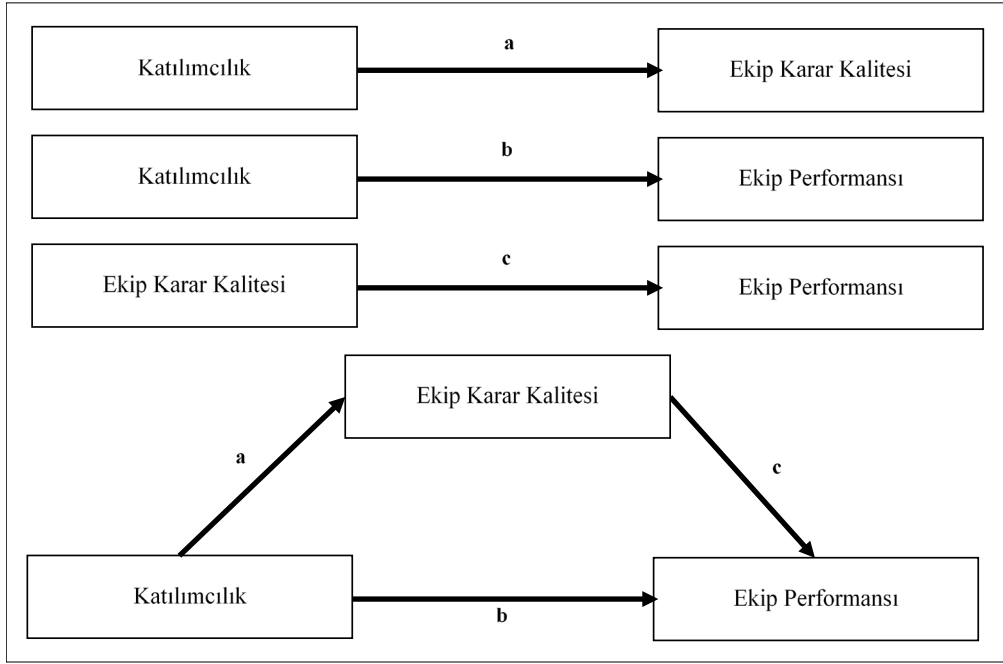 Katılımcılık
a
Ekip Karar Kalitesi
Katılımcılık
b
Ekip Performansı
Ekip Karar Kalitesi
c
Ekip Performansı
Ekip Karar Kalitesi
a
c
Katılımcılık
b
Ekip Performansı